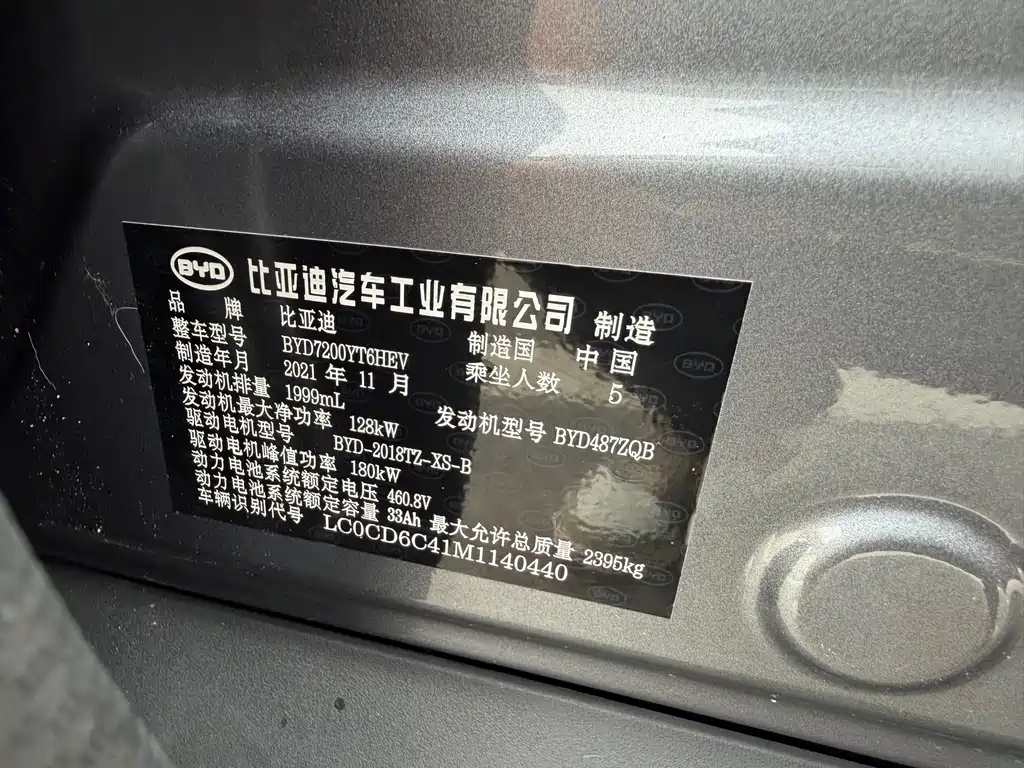 BYD 比亚迪汽车工业有限公司 制造
品牌 比亚迪 制造国 中国
整车型号 BYD7200YT6HEV 乘坐人数 5
制造年月 2021 年 11 月
发动机排量 1999mL 发动机型号 BYD487ZQB
发动机最大净功率 128kW
驱动电机型号 BYD-2018TZ-XS-B
驱动电机峰值功率 180kW
动力电池系统额定电压 460.8V
动力电池系统额定容量 33Ah 最大允许总质量 2395kg
车辆识别代号 LC0CD6C41M1140440